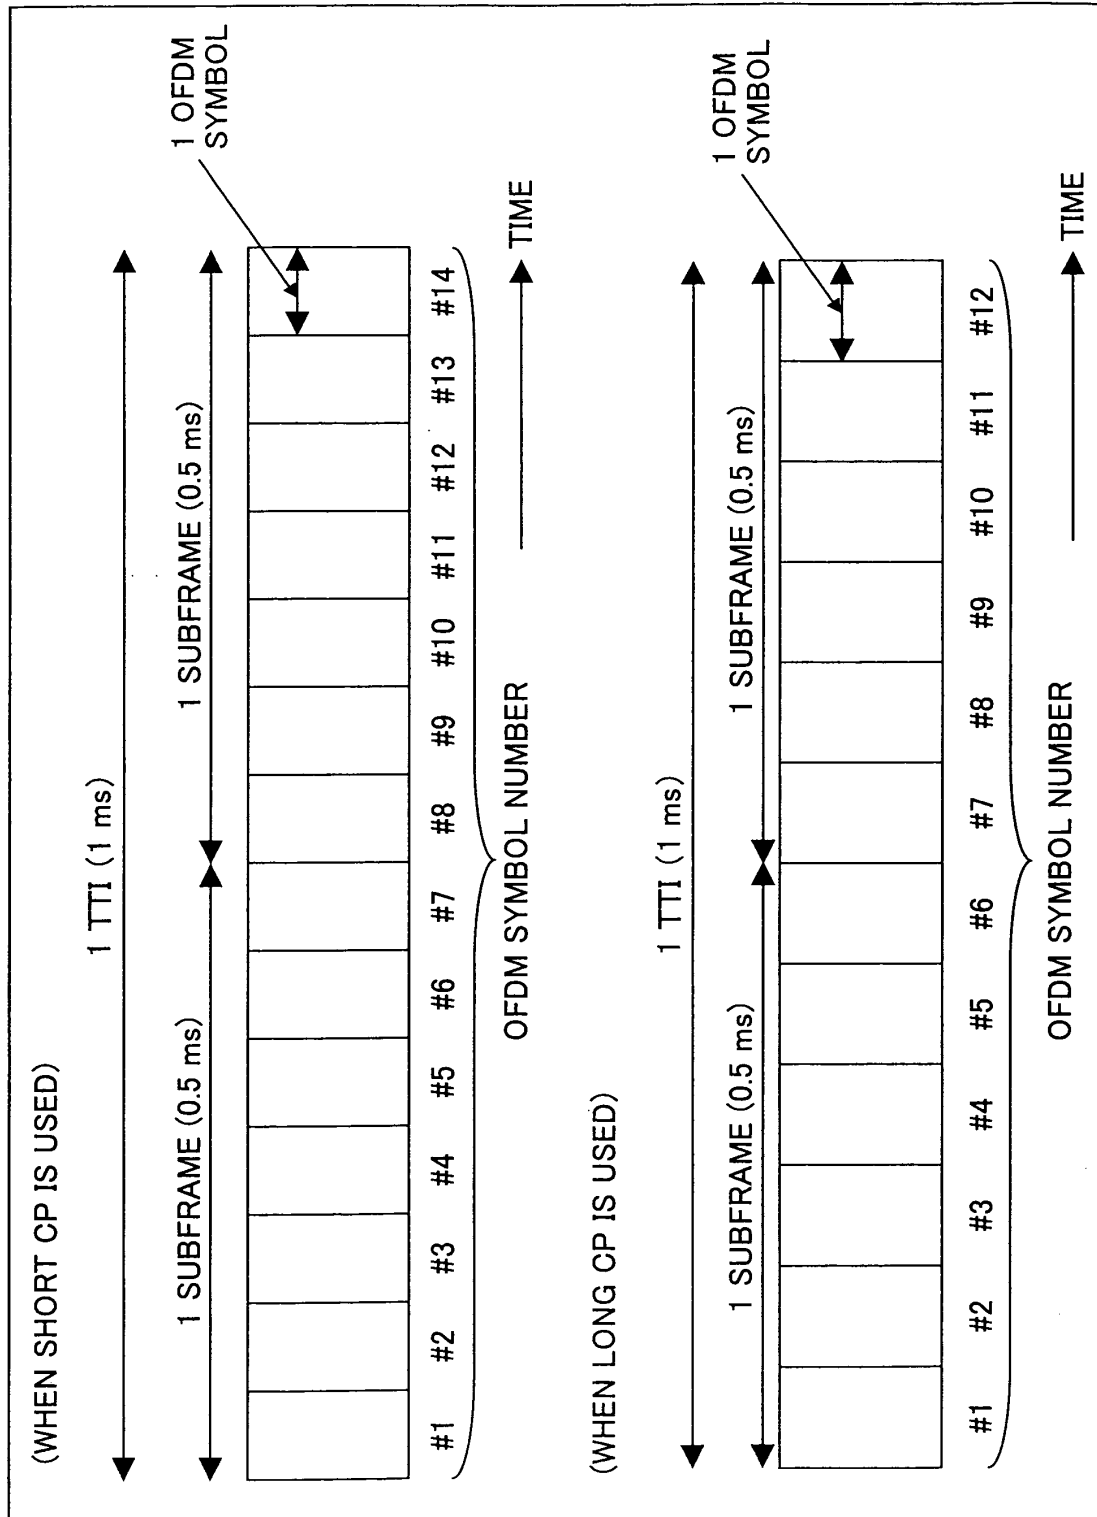 (WHEN SHORT CP IS USED)
1 TTI (1 ms)
1 SUBFRAME (0.5 ms)
1 SUBFRAME (0.5 ms)
1 OFDM
SYMBOL
#1 #2 #3 #4 #5 #6 #7 #8 #9 #10 #11 #12 #13 #14
OFDM SYMBOL NUMBER
TIME
(WHEN LONG CP IS USED)
1 TTI (1 ms)
1 SUBFRAME (0.5 ms)
1 SUBFRAME (0.5 ms)
1 OFDM
SYMBOL
#1 #2 #3 #4 #5 #6 #7 #8 #9 #10 #11 #12
OFDM SYMBOL NUMBER
TIME